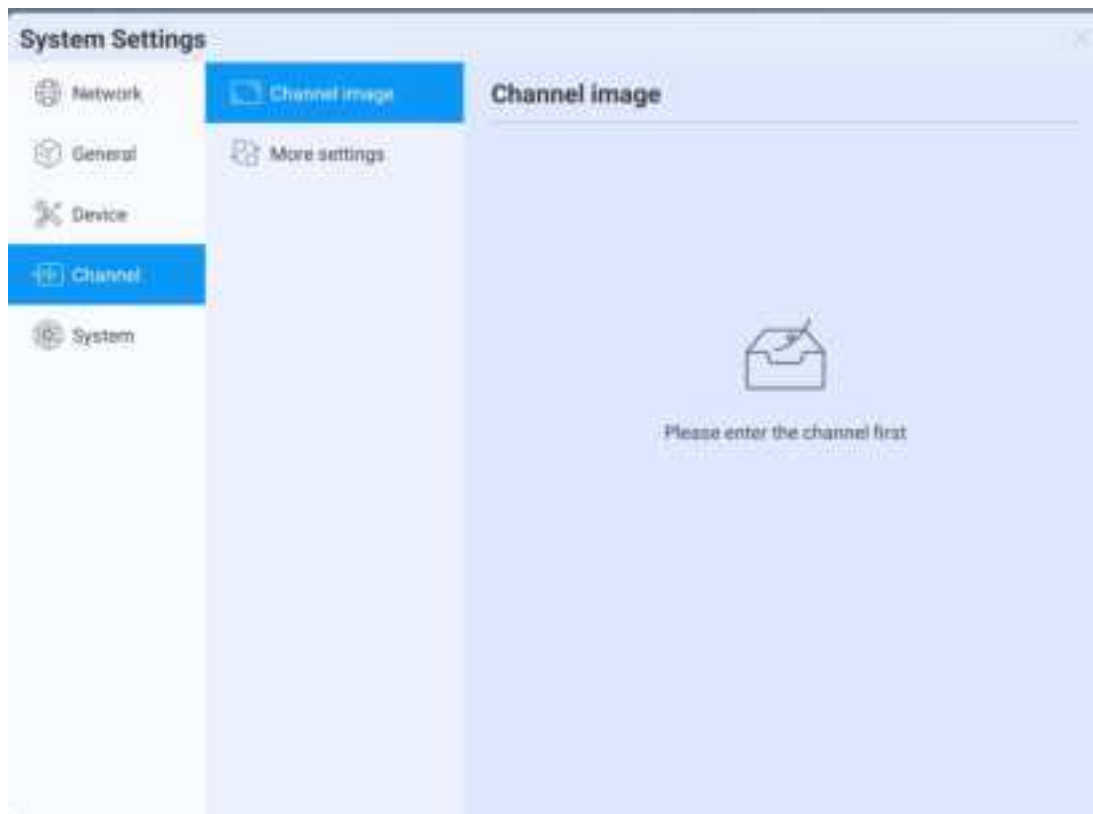 System Settings
Network
General
Device
Channel
System
Channel image
More settings
Channel image
Please enter the channel first